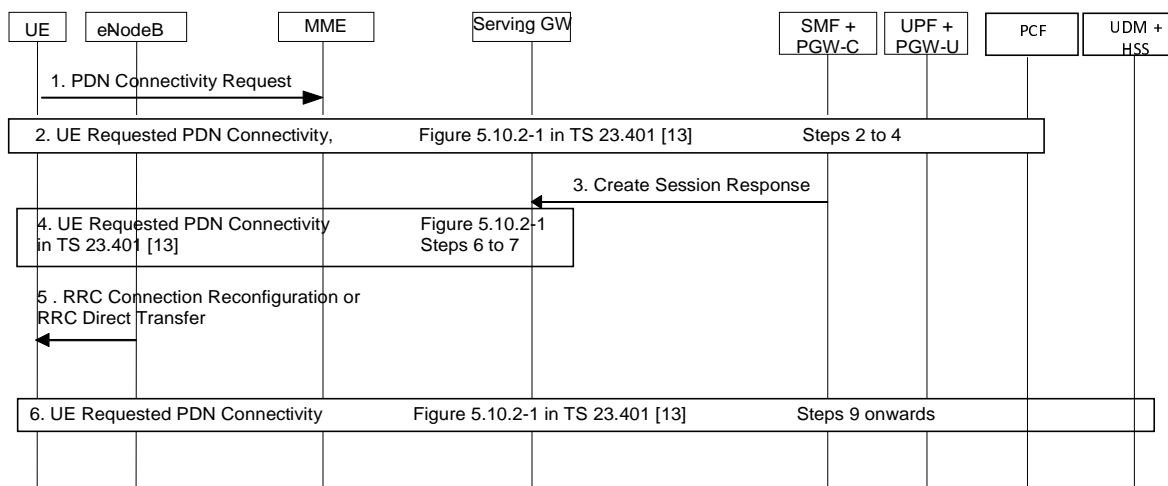 UE
eNodeB
MME
Serving GW
SMF +
PGW-C
UPF +
PGW-U
PCF
UDM +
HSS
1. PDN Connectivity Request
2. UE Requested PDN Connectivity, Figure 5.10.2-1 in TS 23.401 [13] Steps 2 to 4
3. Create Session Response
4. UE Requested PDN Connectivity Figure 5.10.2-1
in TS 23.401 [13] Steps 6 to 7
5 . RRC Connection Reconfiguration or
RRC Direct Transfer
6. UE Requested PDN Connectivity Figure 5.10.2-1 in TS 23.401 [13] Steps 9 onwards